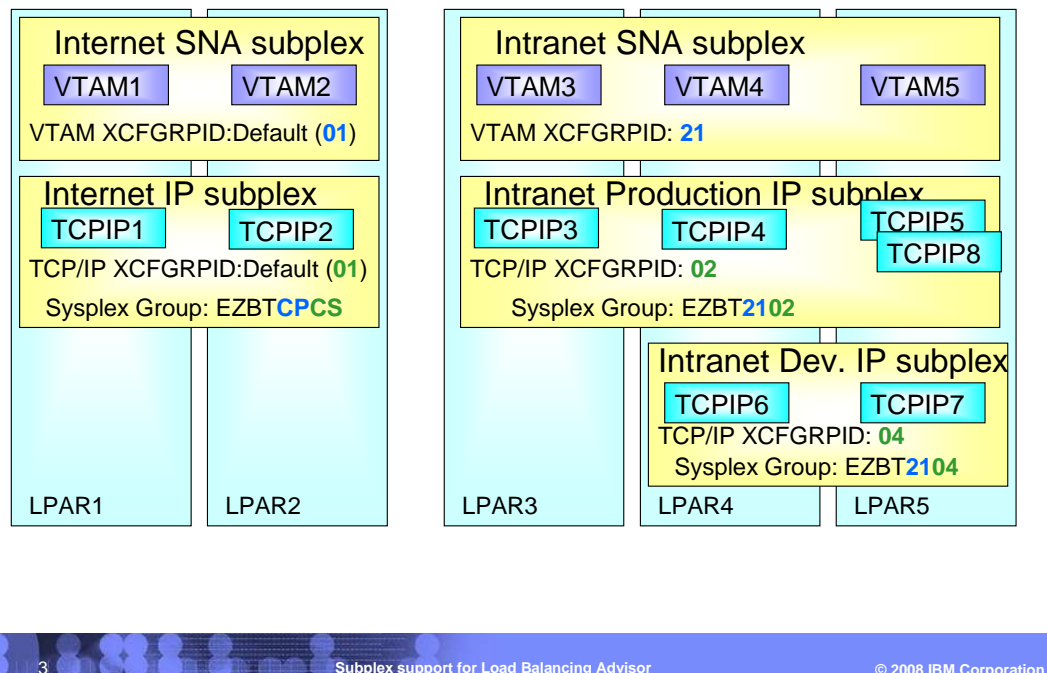 Internet SNA subplex
VTAM1
VTAM2
VTAM XCFGRPID:Default (01)
Internet IP subplex
TCPIP1
TCPIP2
TCP/IP XCFGRPID:Default (01)
Sysplex Group: EZBTCPCS
LPAR1
LPAR2
Intranet SNA subplex
VTAM3
VTAM4
VTAM5
VTAM XCFGRPID: 21
Intranet Production IP subplex
TCPIP3
TCPIP4
TCPIP5
TCPIP8
TCP/IP XCFGRPID: 02
Sysplex Group: EZBT2102
Intranet Dev. IP subplex
TCPIP6
TCPIP7
TCP/IP XCFGRPID: 04
Sysplex Group: EZBT2104
LPAR3
LPAR4
LPAR5
3
Subplex support for Load Balancing Advisor
© 2008 IBM Corporation